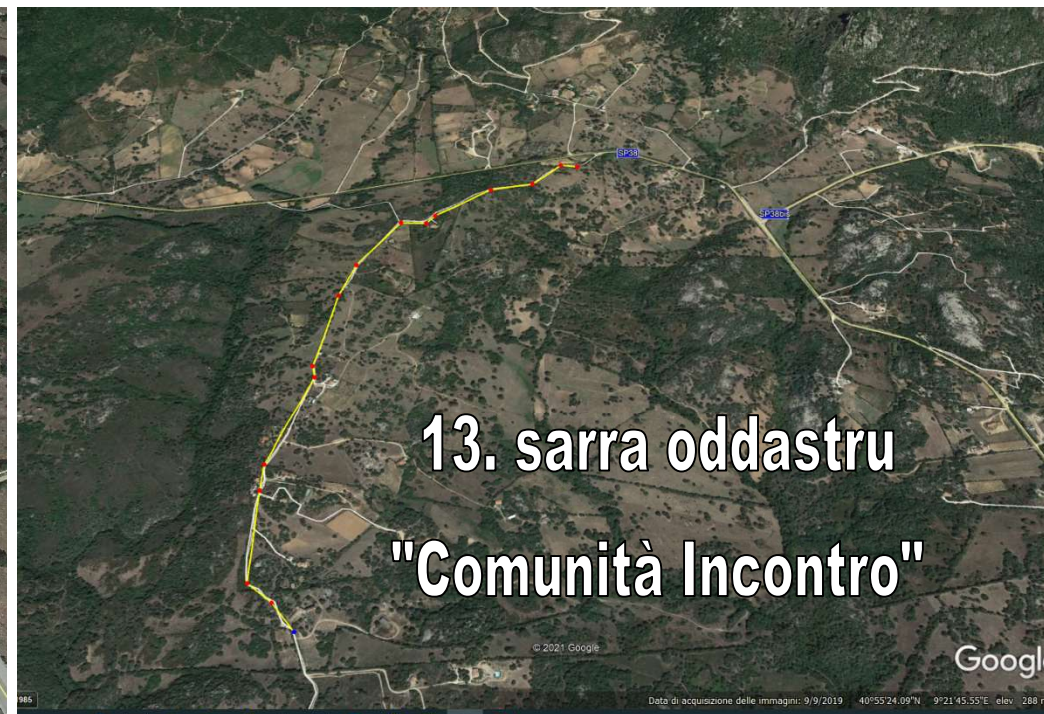 SP38
SP38bis
13. sarra oddastru
"Comunità Incontro"
© 2021 Google
Google
1985
Data di acquisizione delle immagini: 9/9/2019 40°55'24.09"N 9°21'45.55"E elev 288 m